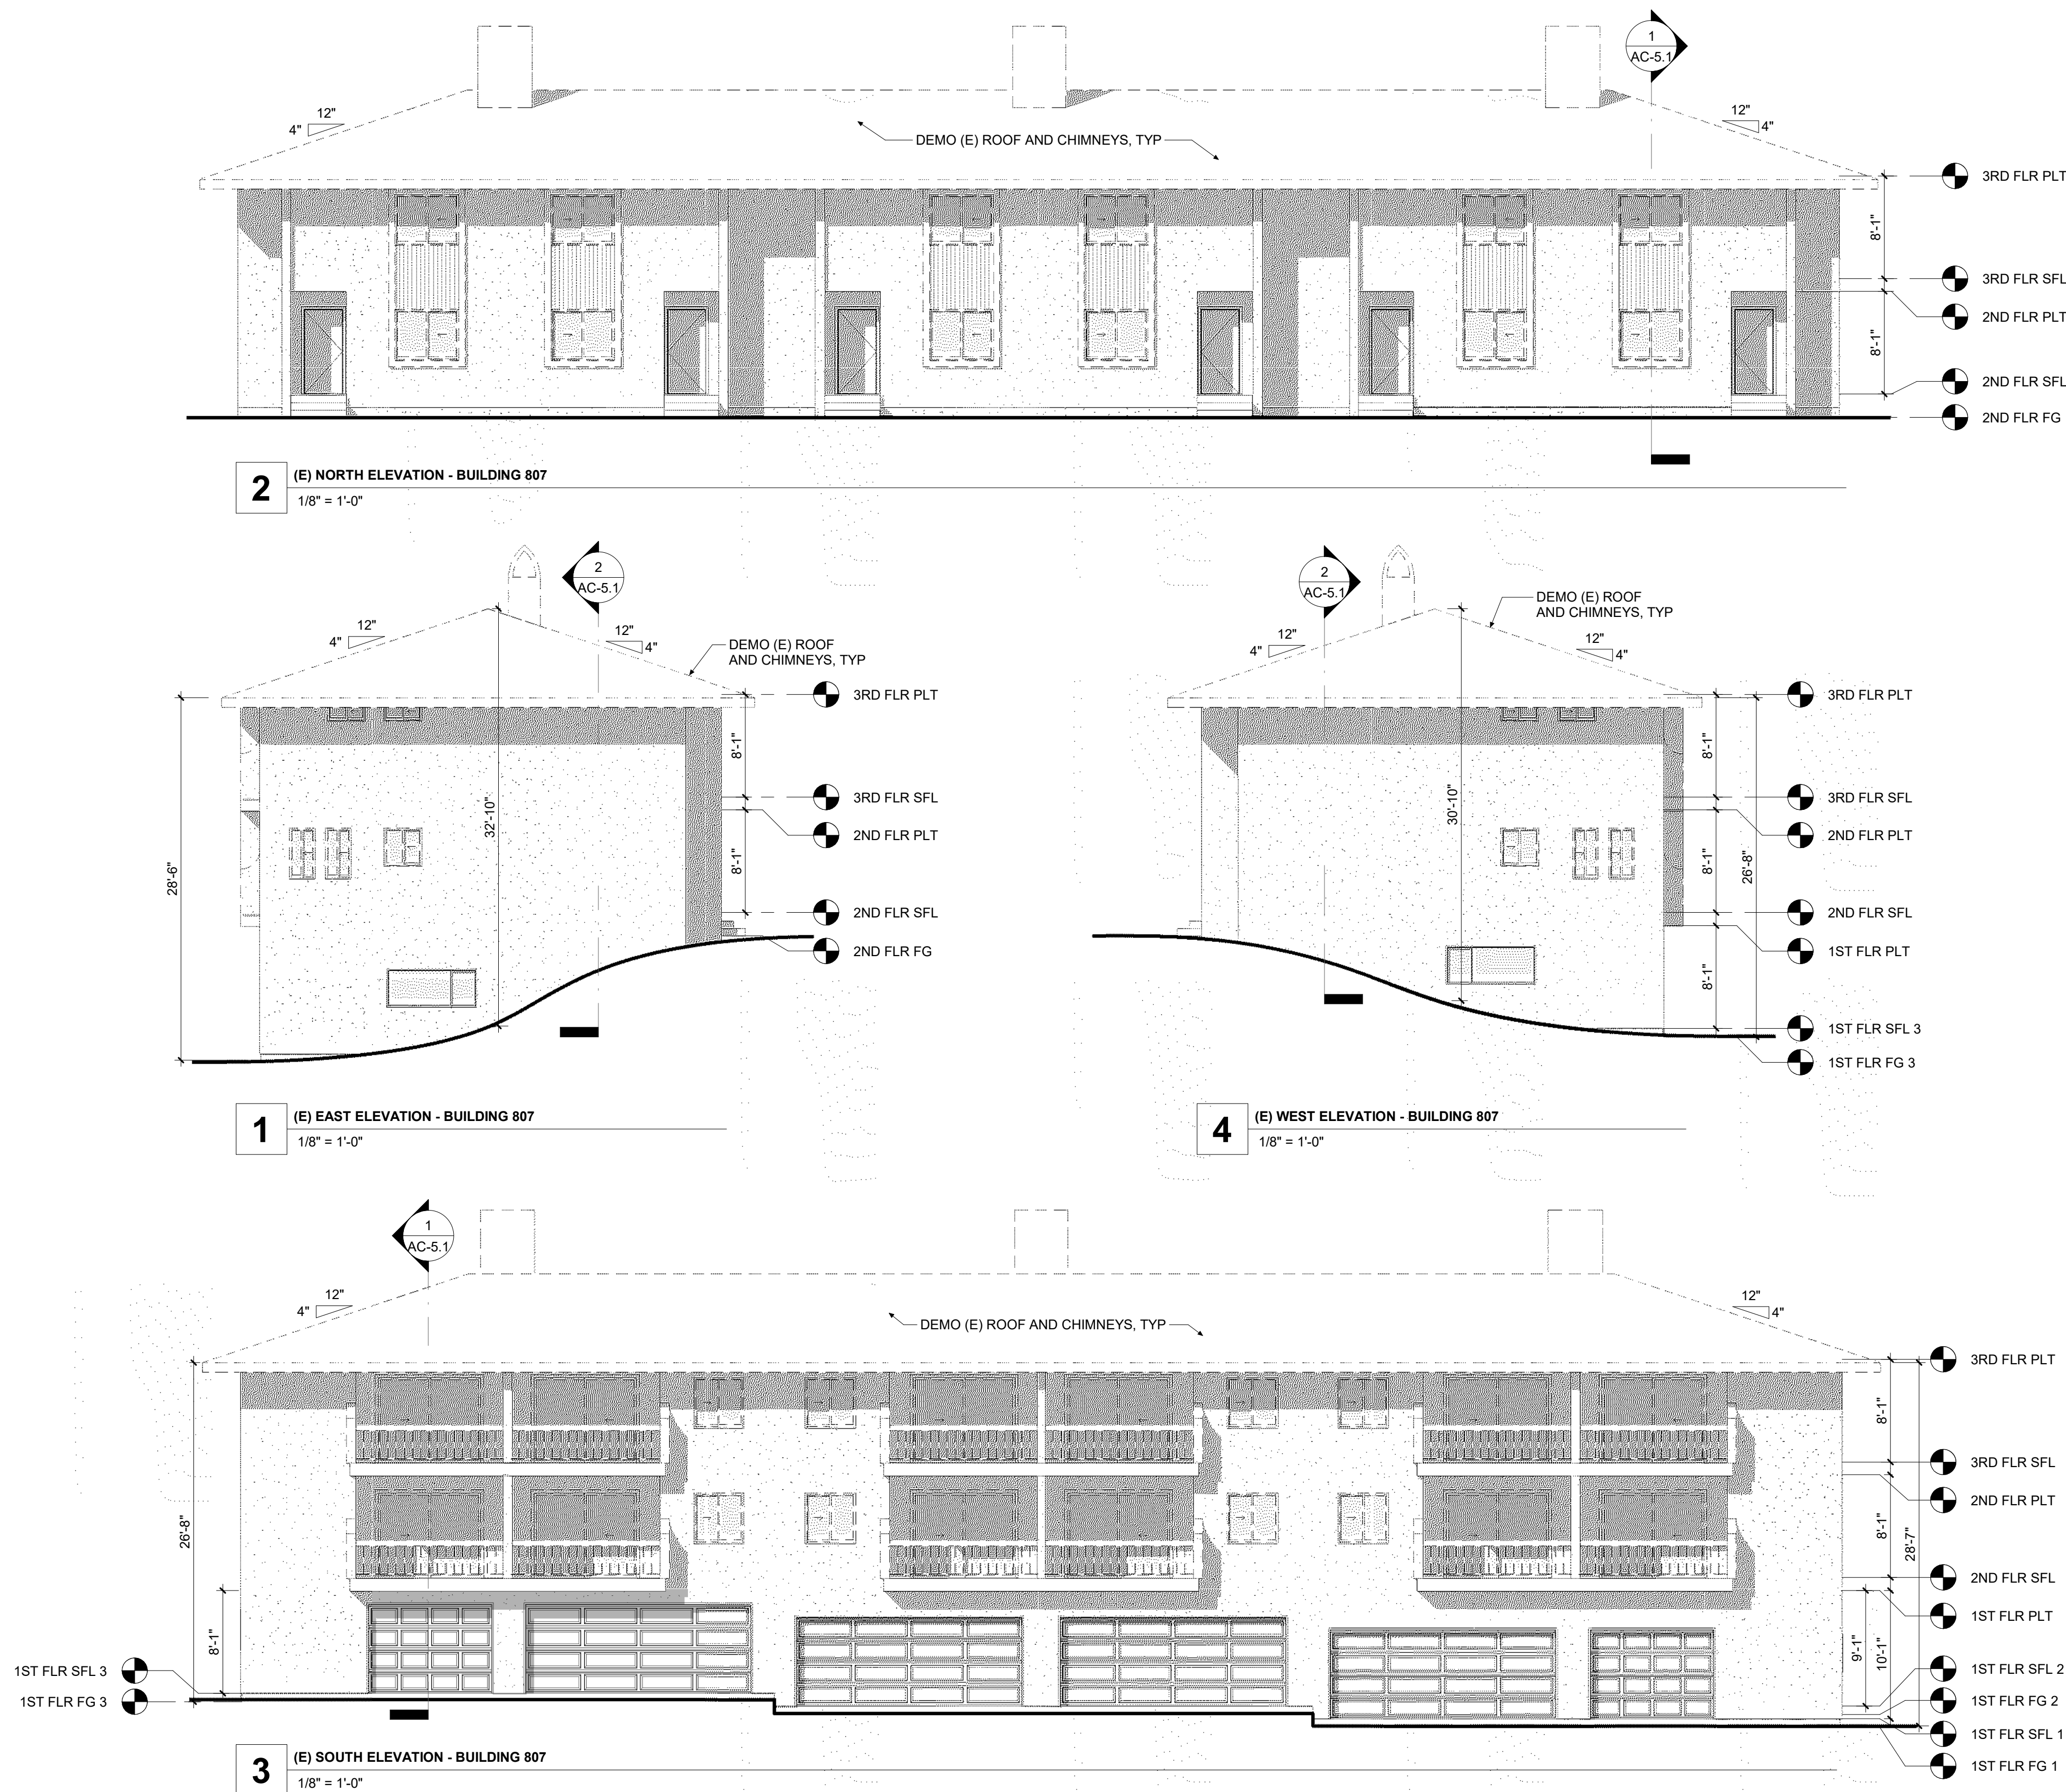 1
AC-5.1
12"
4"
12"
4"
DEMO (E) ROOF AND CHIMNEYS, TYP
3RD FLR PLT
8'-1"
3RD FLR SFL
2ND FLR PLT
8'-1"
2ND FLR SFL
2ND FLR FG
2
(E) NORTH ELEVATION - BUILDING 807
1/8" = 1'-0"
2
AC-5.1
12"
4"
12"
4"
DEMO (E) ROOF
AND CHIMNEYS, TYP
3RD FLR PLT
8'-1"
3RD FLR SFL
32'-10"
2ND FLR PLT
8'-1"
28'-6"
2ND FLR SFL
2ND FLR FG
1
(E) EAST ELEVATION - BUILDING 807
1/8" = 1'-0"
2
AC-5.1
DEMO (E) ROOF
AND CHIMNEYS, TYP
12"
4"
12"
4"
3RD FLR PLT
8'-1"
3RD FLR SFL
30'-10"
2ND FLR PLT
8'-1"
26'-8"
2ND FLR SFL
1ST FLR PLT
8'-1"
1ST FLR SFL 3
1ST FLR FG 3
4
(E) WEST ELEVATION - BUILDING 807
1/8" = 1'-0"
1
AC-5.1
12"
4"
12"
4"
DEMO (E) ROOF AND CHIMNEYS, TYP
3RD FLR PLT
8'-1"
3RD FLR SFL
2ND FLR PLT
26'-8"
8'-1"
28'-7"
2ND FLR SFL
1ST FLR PLT
8'-1"
9'-1"
10'-1"
1ST FLR SFL 3
1ST FLR FG 3
1ST FLR SFL 2
1ST FLR FG 2
1ST FLR SFL 1
1ST FLR FG 1
3
(E) SOUTH ELEVATION - BUILDING 807
1/8" = 1'-0"